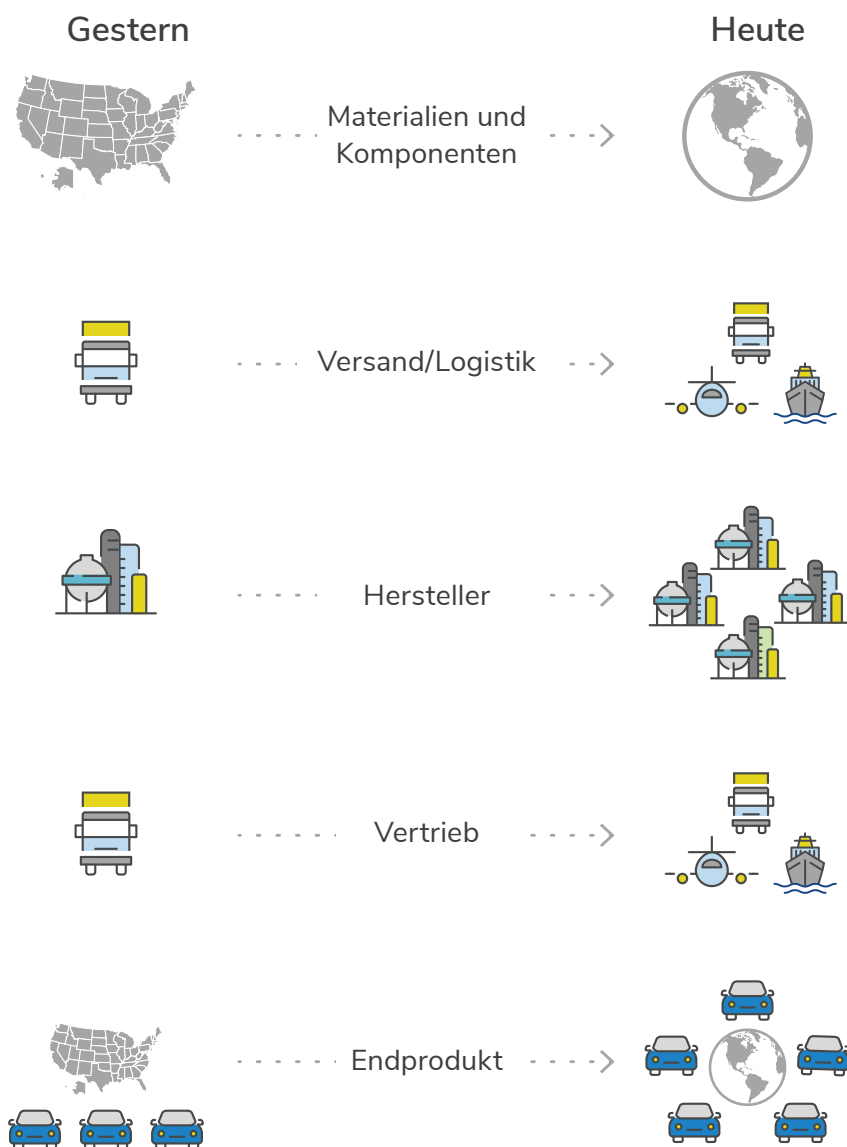 Gestern
Heute
Materialien und
Komponenten
Versand/Logistik
Hersteller
Vertrieb
Endprodukt